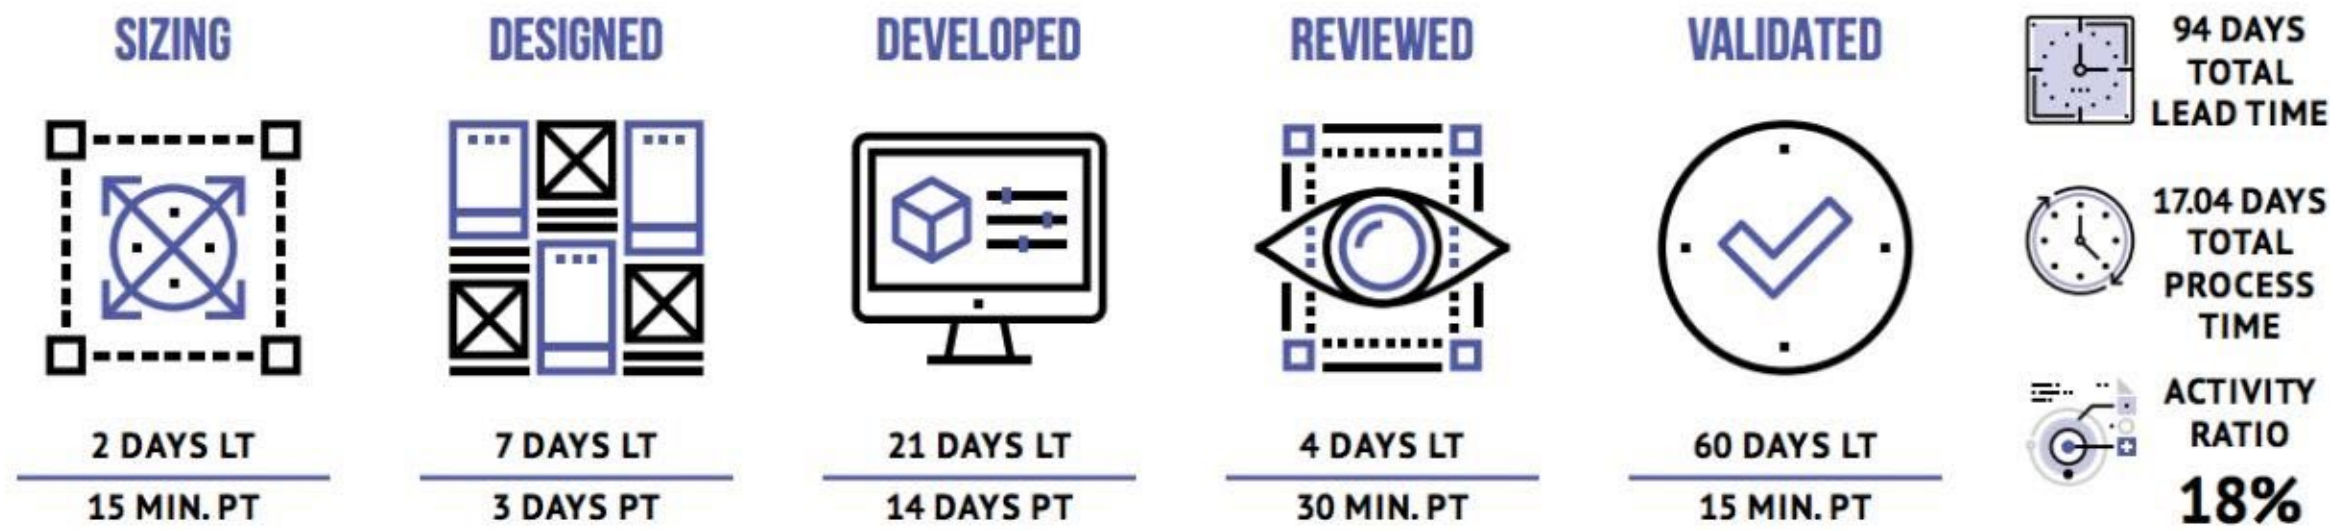 SIZING
2 DAYS LT
15 MIN. PT
DESIGNED
7 DAYS LT
3 DAYS PT
DEVELOPED
21 DAYS LT
14 DAYS PT
REVIEWED
4 DAYS LT
30 MIN. PT
VALIDATED
60 DAYS LT
15 MIN. PT
94 DAYS
TOTAL
LEAD TIME
17.04 DAYS
TOTAL
PROCESS
TIME
ACTIVITY
RATIO
18%